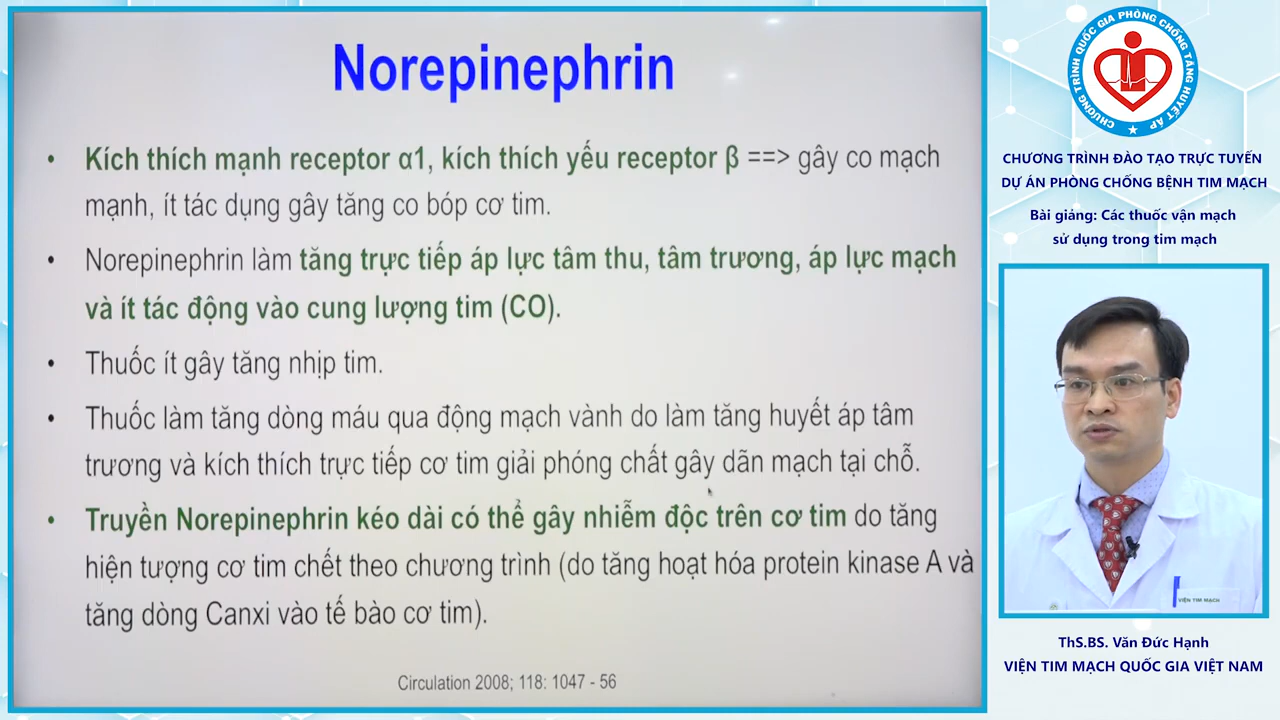 Norepinephrin
• Kích thích mạnh receptor α1, kích thích yếu receptor β ==> gây co mạch
mạnh, ít tác dụng gây tăng co bóp cơ tim.
• Norepinephrin làm tăng trực tiếp áp lực tâm thu, tâm trương, áp lực mạch
và ít tác động vào cung lượng tim (CO).
• Thuốc ít gây tăng nhịp tim.
• Thuốc làm tăng dòng máu qua động mạch vành do làm tăng huyết áp tâm
trương và kích thích trực tiếp cơ tim giải phóng chất gây dãn mạch tại chỗ.
• Truyền Norepinephrin kéo dài có thể gây nhiễm độc trên cơ tim do tăng
hiện tượng cơ tim chết theo chương trình (do tăng hoạt hóa protein kinase A và
tăng dòng Canxi vào tế bào cơ tim).
Circulation 2008; 118: 1047 - 56
CHƯƠNG TRÌNH QUỐC GIA PHÒNG CHỐNG TĂNG HUYẾT ÁP
CHƯƠNG TRÌNH ĐÀO TẠO TRỰC TUYẾN
DỰ ÁN PHÒNG CHỐNG BỆNH TIM MẠCH
Bài giảng: Các thuốc vận mạch
sử dụng trong tim mạch
VIỆN TIM MẠCH
ThS.BS. Văn Đức Hạnh
VIỆN TIM MẠCH QUỐC GIA VIỆT NAM